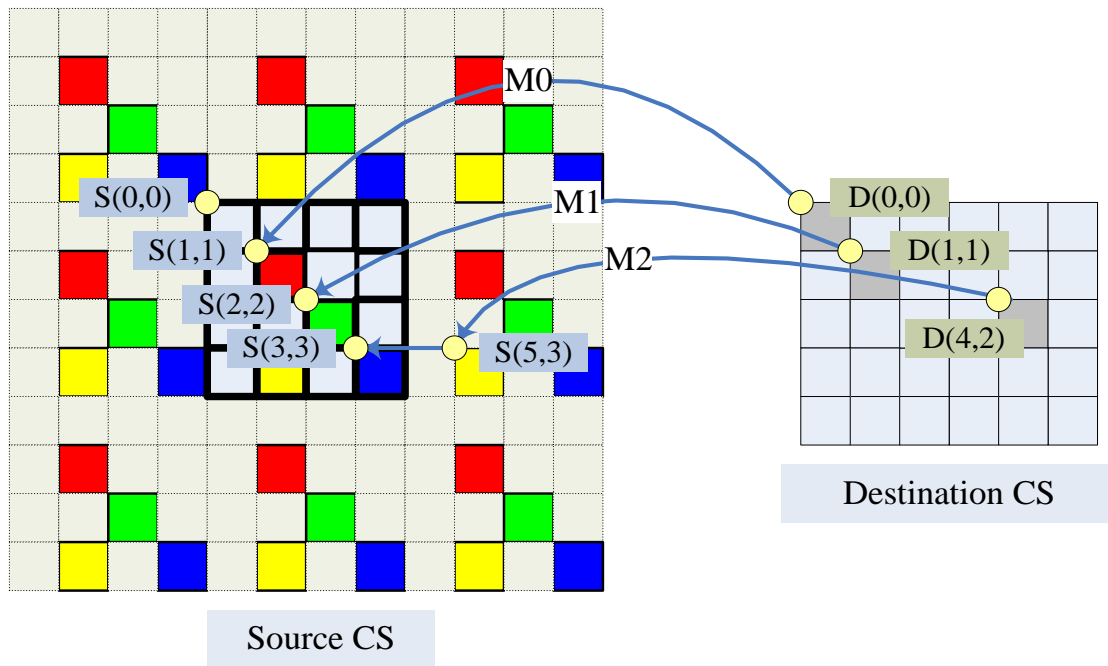 M0
S(0,0)
D(0,0)
M1
S(1,1)
D(1,1)
M2
S(2,2)
D(4,2)
S(3,3)
S(5,3)
Destination CS
Source CS